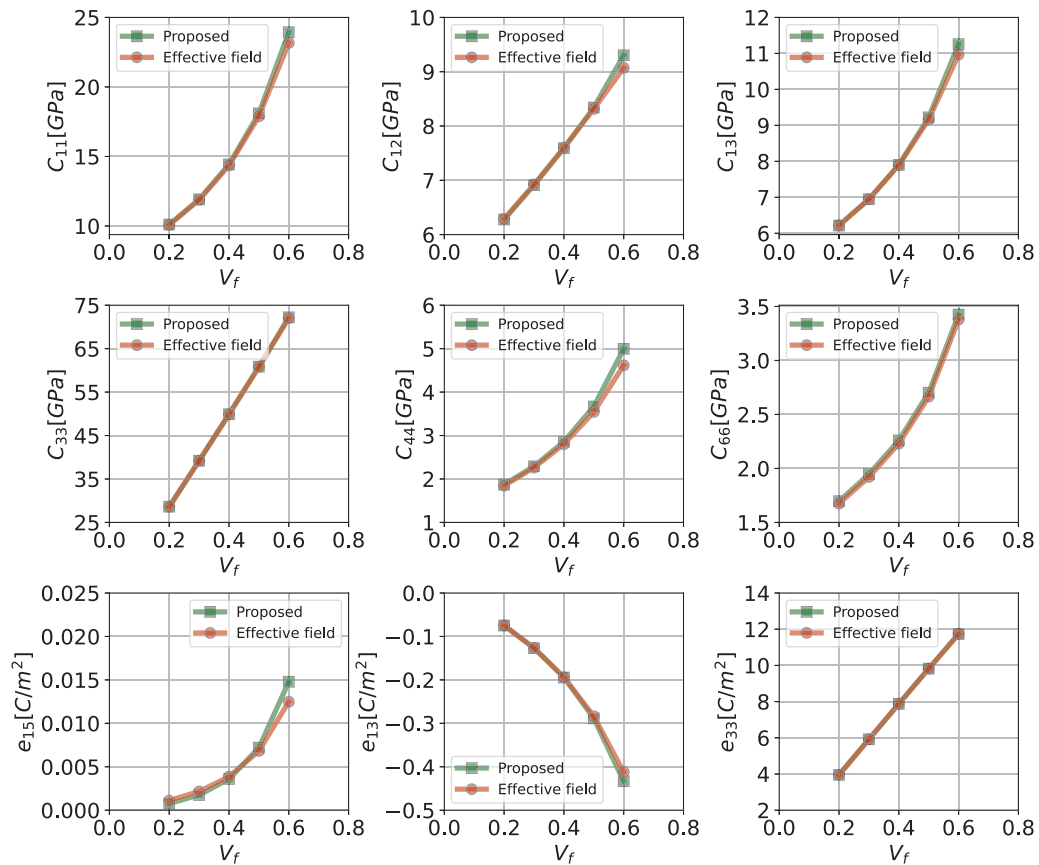 C11[GPa]
25
20
15
10
0.0 0.2 0.4 0.6 0.8
Vf
Proposed
Effective field
C12[GPa]
10
9
8
7
6
0.0 0.2 0.4 0.6 0.8
Vf
Proposed
Effective field
C13[GPa]
12
11
10
9
8
7
6
0.0 0.2 0.4 0.6 0.8
Vf
Proposed
Effective field
C33[GPa]
75
65
55
45
35
25
0.0 0.2 0.4 0.6 0.8
Vf
Proposed
Effective field
C44[GPa]
6
5
4
3
2
1
0.0 0.2 0.4 0.6 0.8
Vf
Proposed
Effective field
C66[GPa]
3.5
3.0
2.5
2.0
1.5
0.0 0.2 0.4 0.6 0.8
Vf
Proposed
Effective field
e15[C/m²]
0.025
0.020
0.015
0.010
0.005
0.000
0.0 0.2 0.4 0.6 0.8
Vf
Proposed
Effective field
e13[C/m²]
0.0
−0.1
−0.2
−0.3
−0.4
−0.5
0.0 0.2 0.4 0.6 0.8
Vf
Proposed
Effective field
e33[C/m²]
14
12
10
8
6
4
2
0.0 0.2 0.4 0.6 0.8
Vf
Proposed
Effective field